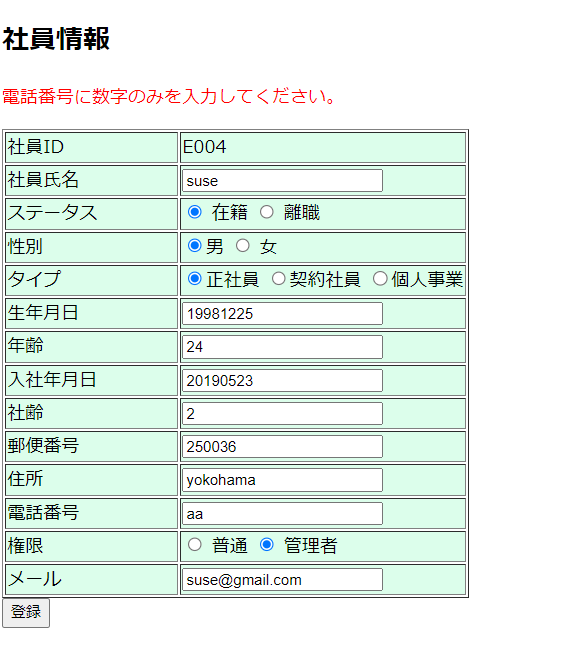 社員情報
電話番号に数字のみを入力してください。
社員ID E004
社員氏名 suse
ステータス 在籍 離職
性別 男 女
タイプ 正社員 契約社員 個人事業
生年月日 19981225
年齢 24
入社年月日 20190523
社齢 2
郵便番号 250036
住所 yokohama
電話番号 aa
権限 普通 管理者
メール suse@gmail.com
登録